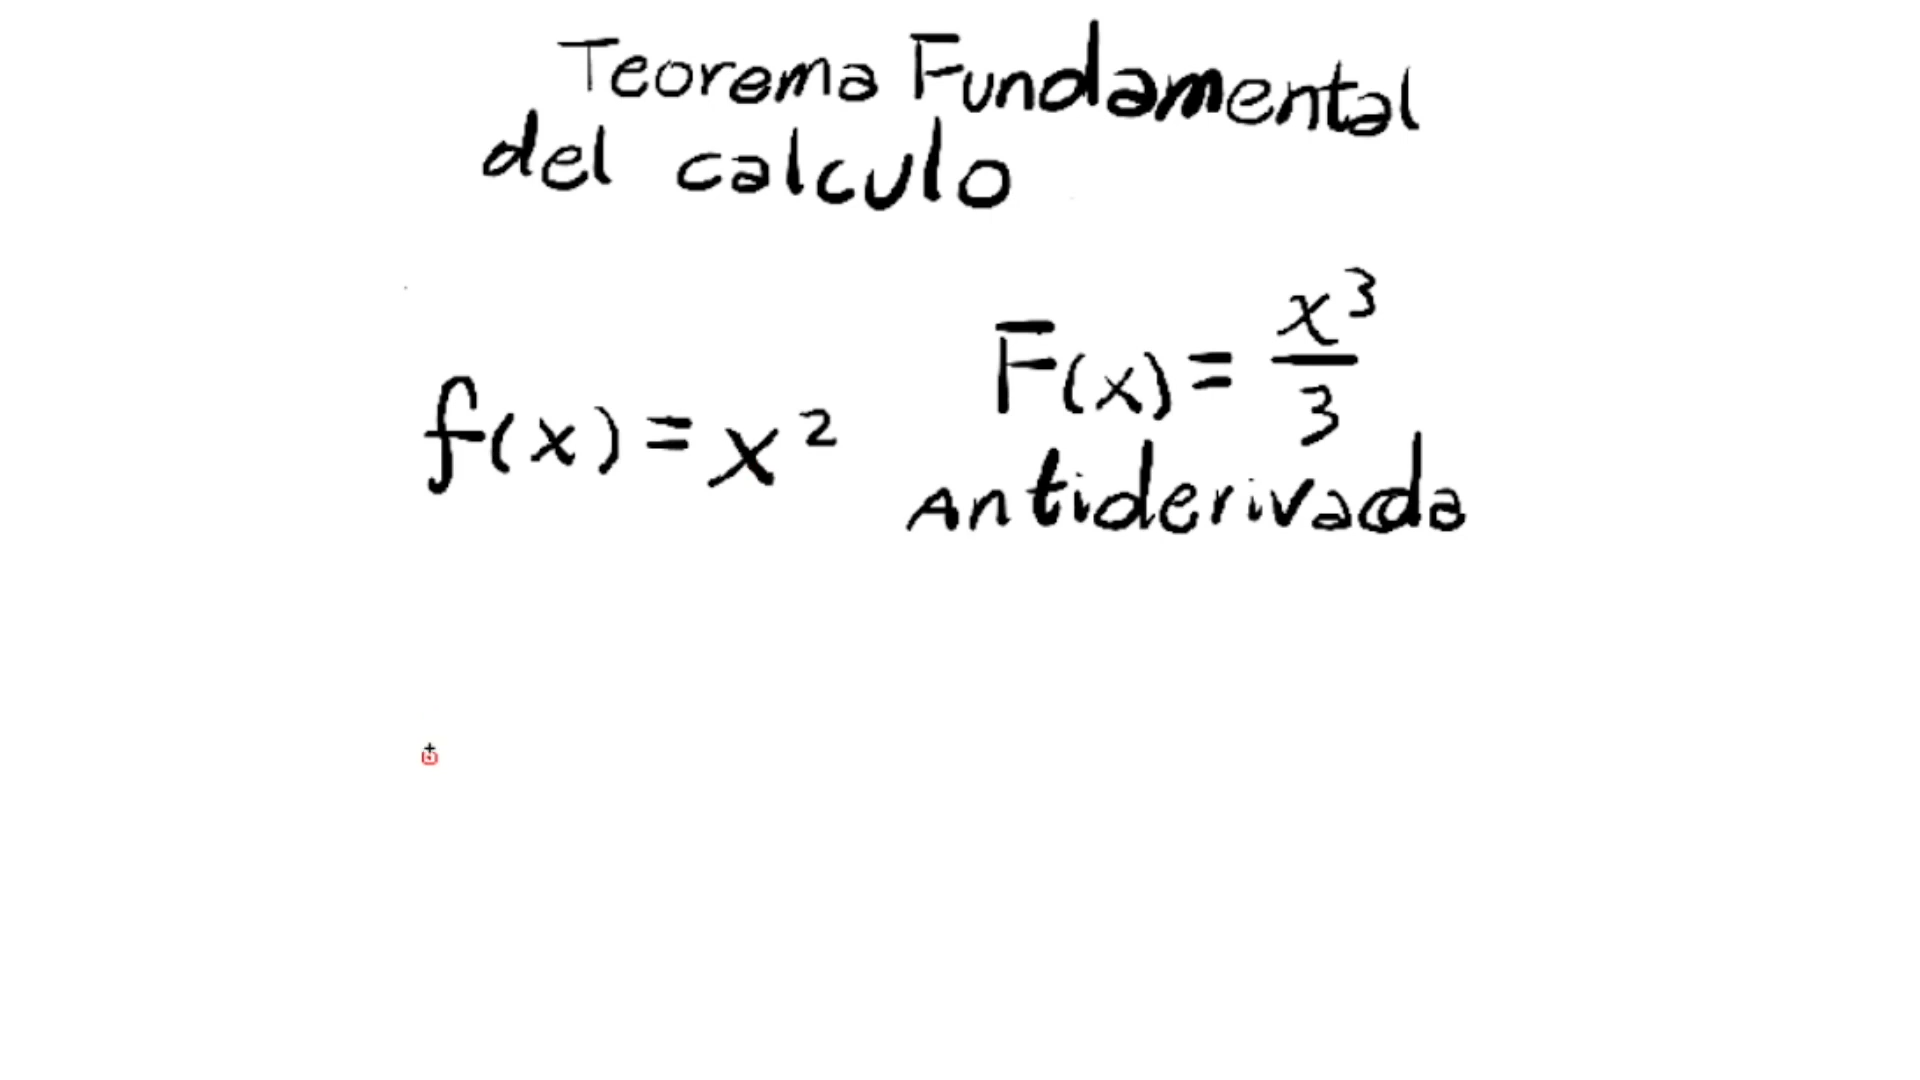 Teorema Fundamental
del calculo
f(x) = x²
F(x) = x³/3
Antiderivada